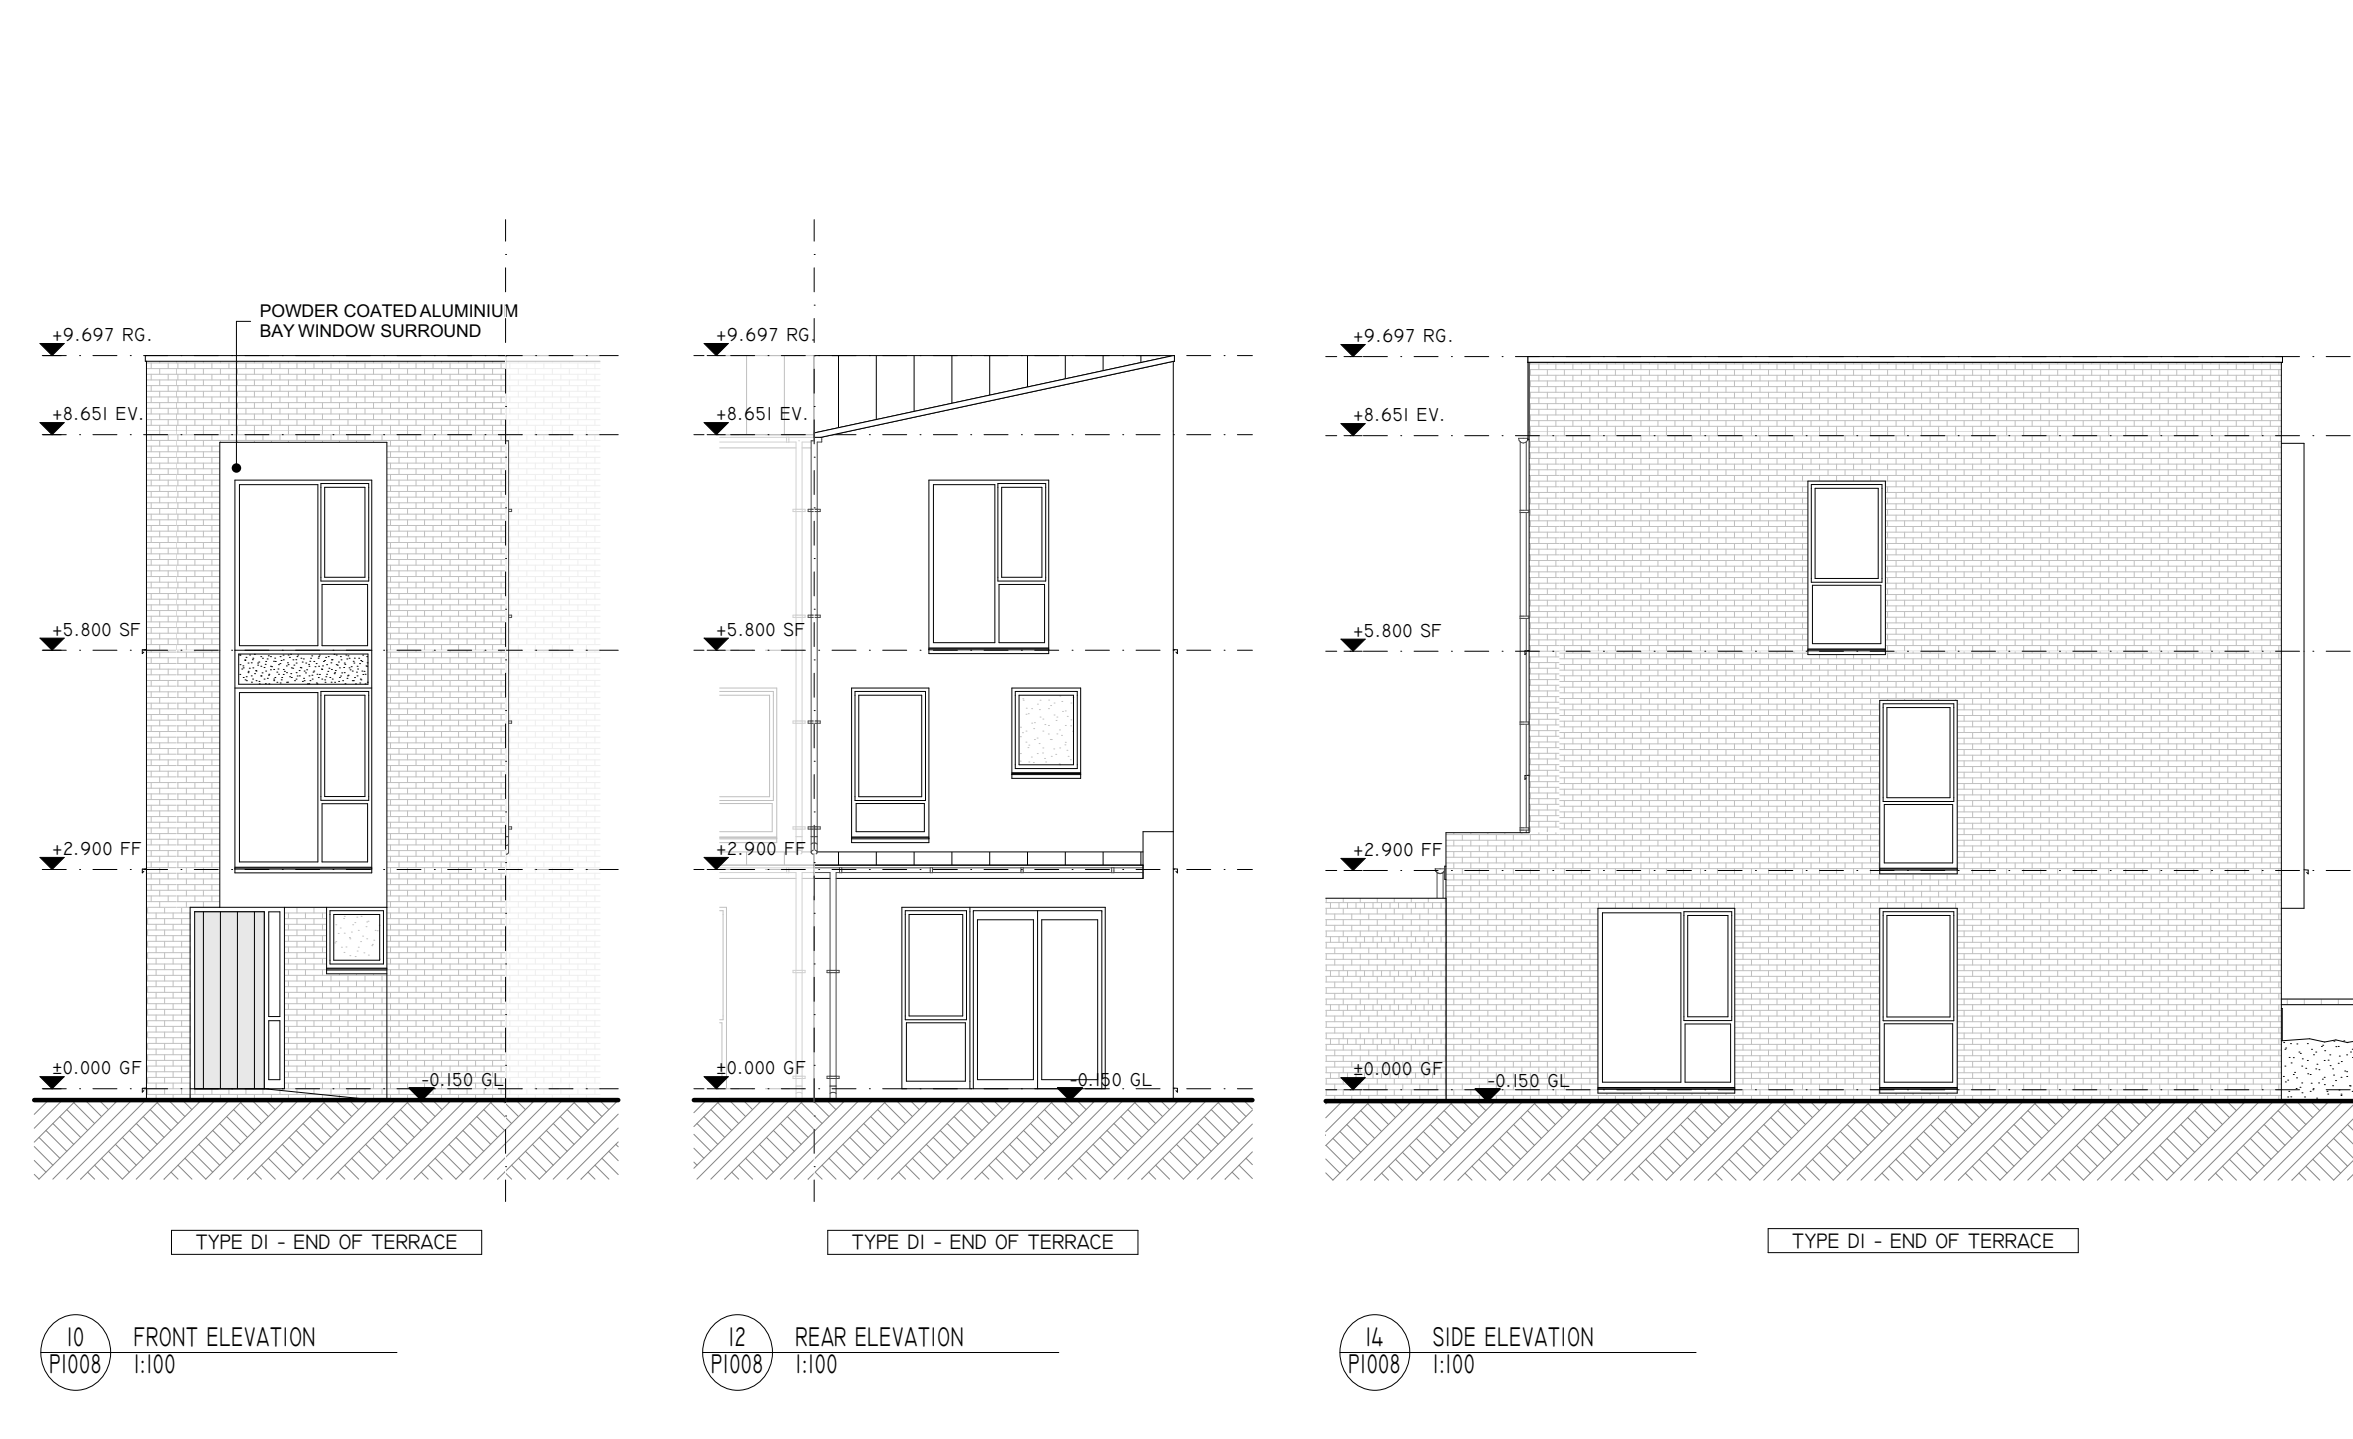 POWDER COATED ALUMINIUM
BAY WINDOW SURROUND
+9.697 RG.
+8.651 EV.
+5.800 SF
+2.900 FF
±0.000 GF
-0.150 GL
TYPE D1 - END OF TERRACE
10
P1008
FRONT ELEVATION
1:100
+9.697 RG.
+8.651 EV.
+5.800 SF
+2.900 FF
±0.000 GF
-0.150 GL
TYPE D1 - END OF TERRACE
12
P1008
REAR ELEVATION
1:100
+9.697 RG.
+8.651 EV.
+5.800 SF
+2.900 FF
±0.000 GF
-0.150 GL
TYPE D1 - END OF TERRACE
14
P1008
SIDE ELEVATION
1:100